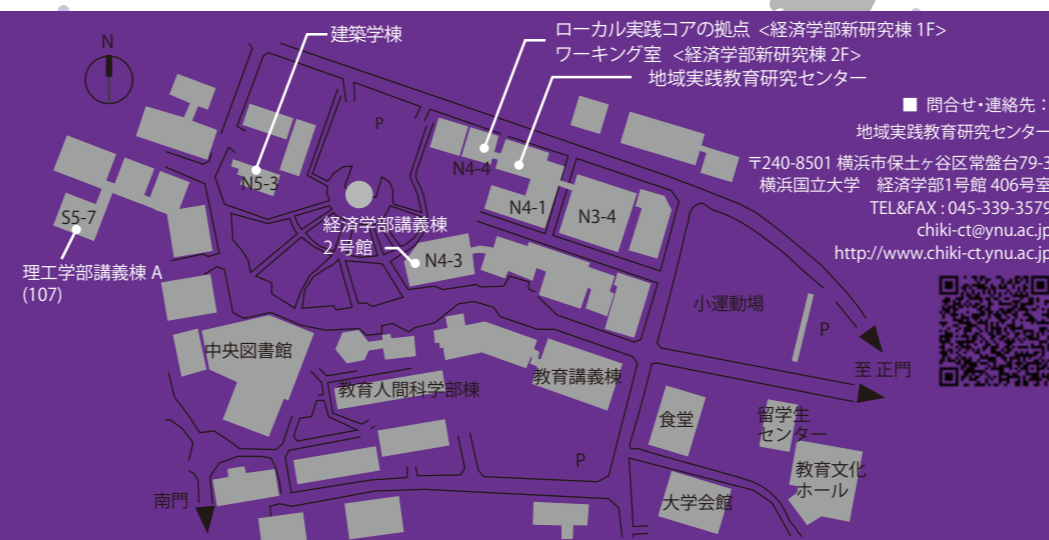 N
建築学棟
ローカル実践コアの拠点 <経済学部新研究棟 1F>
ワーキング室 <経済学部新研究棟 2F>
地域実践教育研究センター
■ 問合せ・連絡先：
地域実践教育研究センター
〒240-8501 横浜市保土ヶ谷区常盤台79-3
横浜国立大学 経済学部1号館 406号室
TEL&FAX : 045-339-3579
chiki-ct@ynu.ac.jp
http://www.chiki-ct.ynu.ac.jp
P
N4-4
N5-3
N4-1
N3-4
S5-7
経済学部講義棟
2 号館
N4-3
理工学部講義棟 A
(107)
小運動場
P
至 正門
中央図書館
教育人間科学部棟
教育講義棟
食堂
留学生
センター
P
教育文化
ホール
大学会館
南門